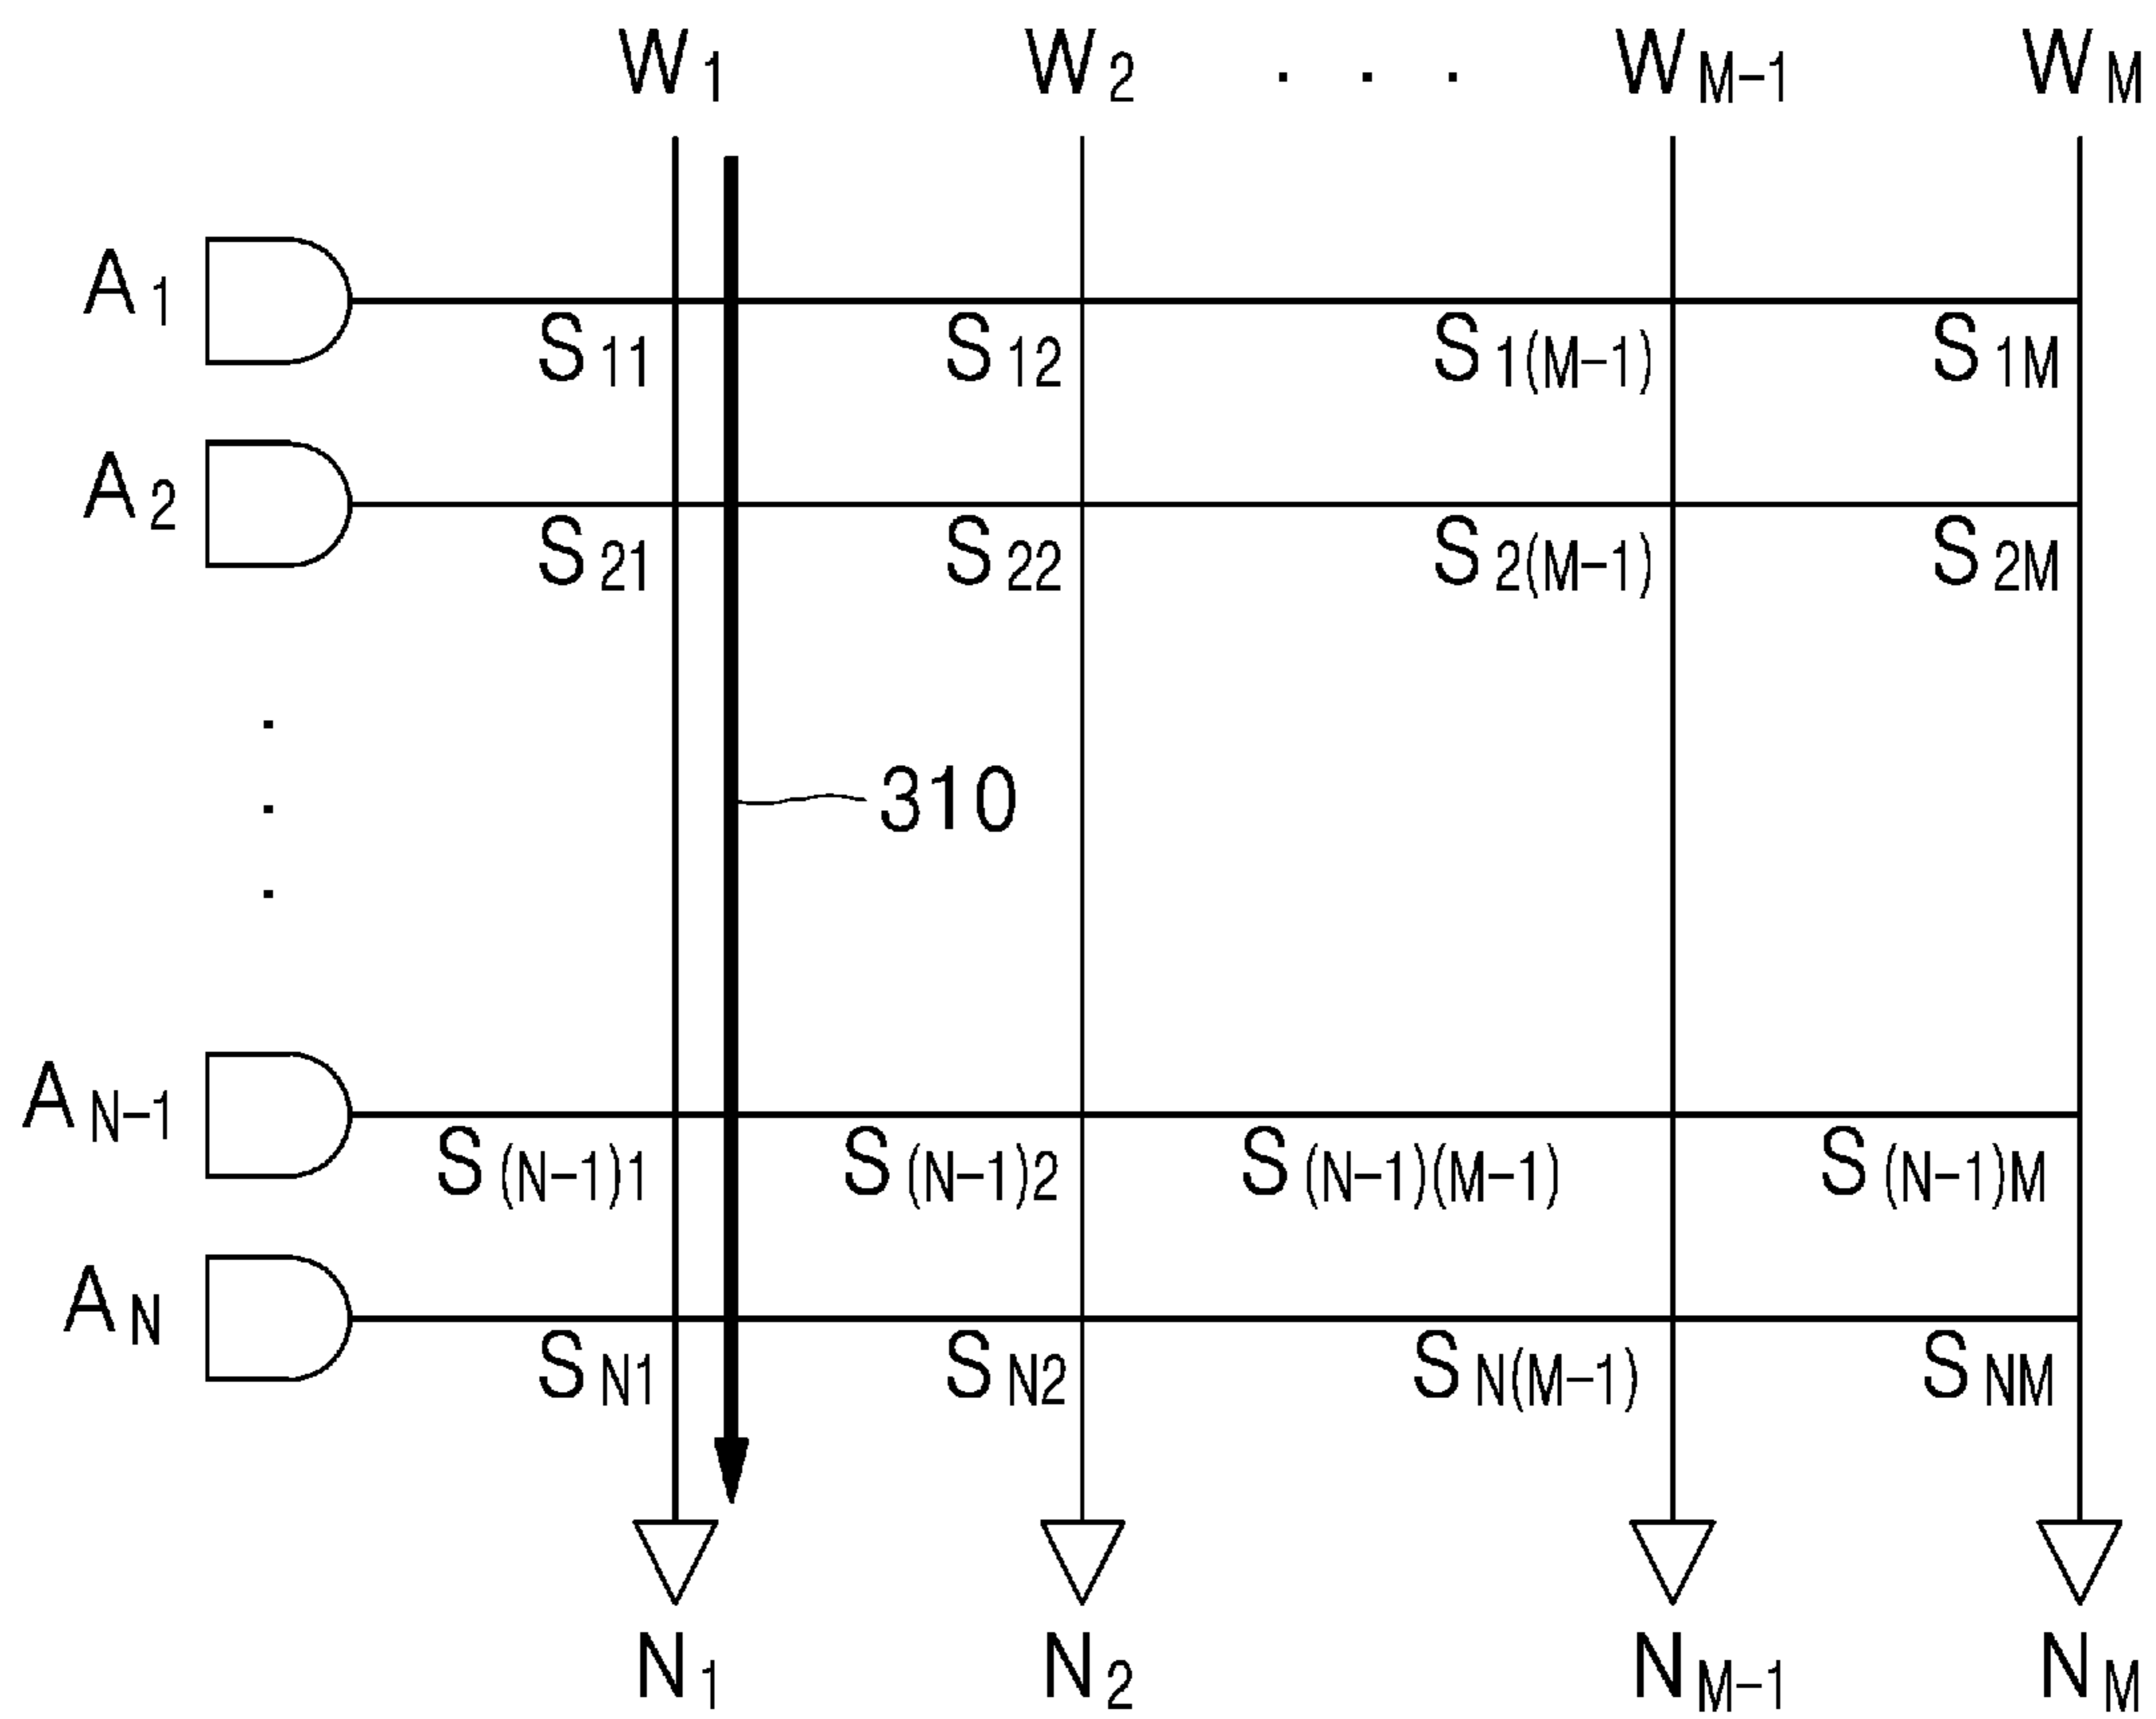 W1 W2 . . . WM-1 WM
A1
S11 S12 S1(M-1) S1M
A2
S21 S22 S2(M-1) S2M
.
.
310
.
AN-1
S(N-1)1 S(N-1)2 S(N-1)(M-1) S(N-1)M
AN
SN1 SN2 SN(M-1) SNM
N1 N2 NM-1 NM